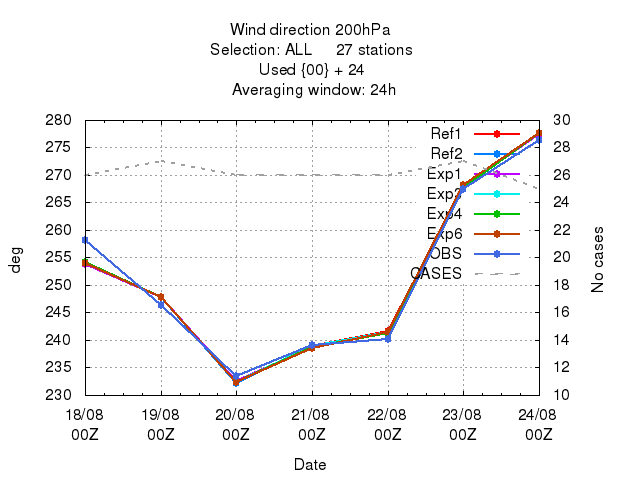 Wind direction 200hPa
Selection: ALL 27 stations
Used {00} + 24
Averaging window: 24h
280
275
270
265
260
255
250
245
240
235
230
deg
30
28
26
24
22
20
18
16
14
12
10
No cases
Ref1
Ref2
Exp1
Exp4
Exp6
OBS
CASES
18/08 19/08 20/08 21/08 22/08 23/08 24/08
00Z 00Z 00Z 00Z 00Z 00Z 00Z
Date